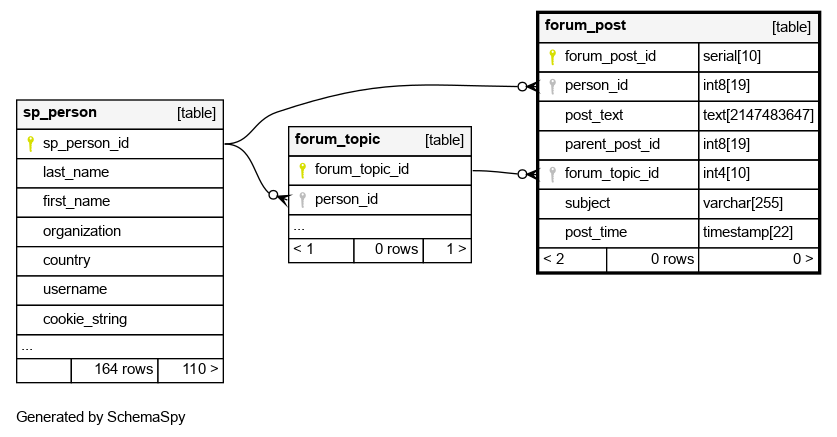 sp_person [table]
sp_person_id
last_name
first_name
organization
country
username
cookie_string
...
164 rows 110 >
forum_topic [table]
forum_topic_id
person_id
...
< 1 0 rows 1 >
forum_post [table]
forum_post_id serial[10]
person_id int8[19]
post_text text[2147483647]
parent_post_id int8[19]
forum_topic_id int4[10]
subject varchar[255]
post_time timestamp[22]
< 2 0 rows 0 >
Generated by SchemaSpy